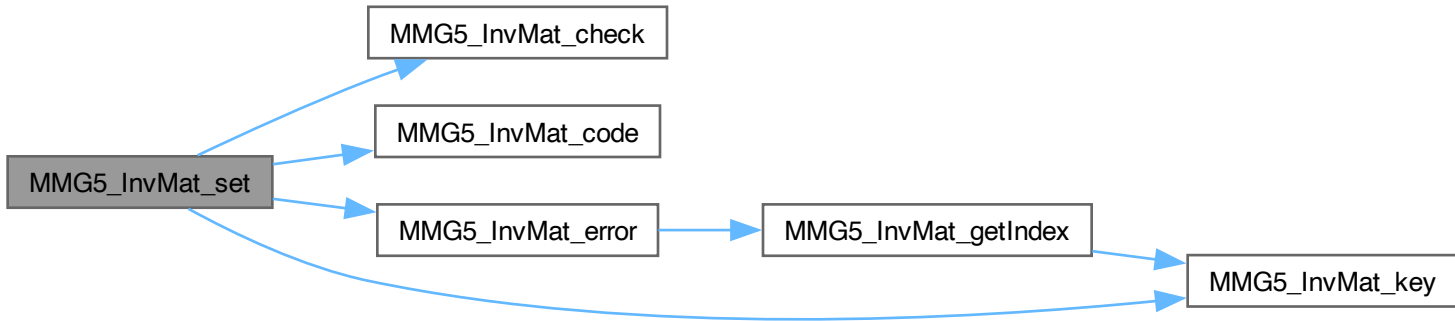 MMG5_InvMat_check
MMG5_InvMat_code
MMG5_InvMat_set
MMG5_InvMat_error
MMG5_InvMat_getIndex
MMG5_InvMat_key